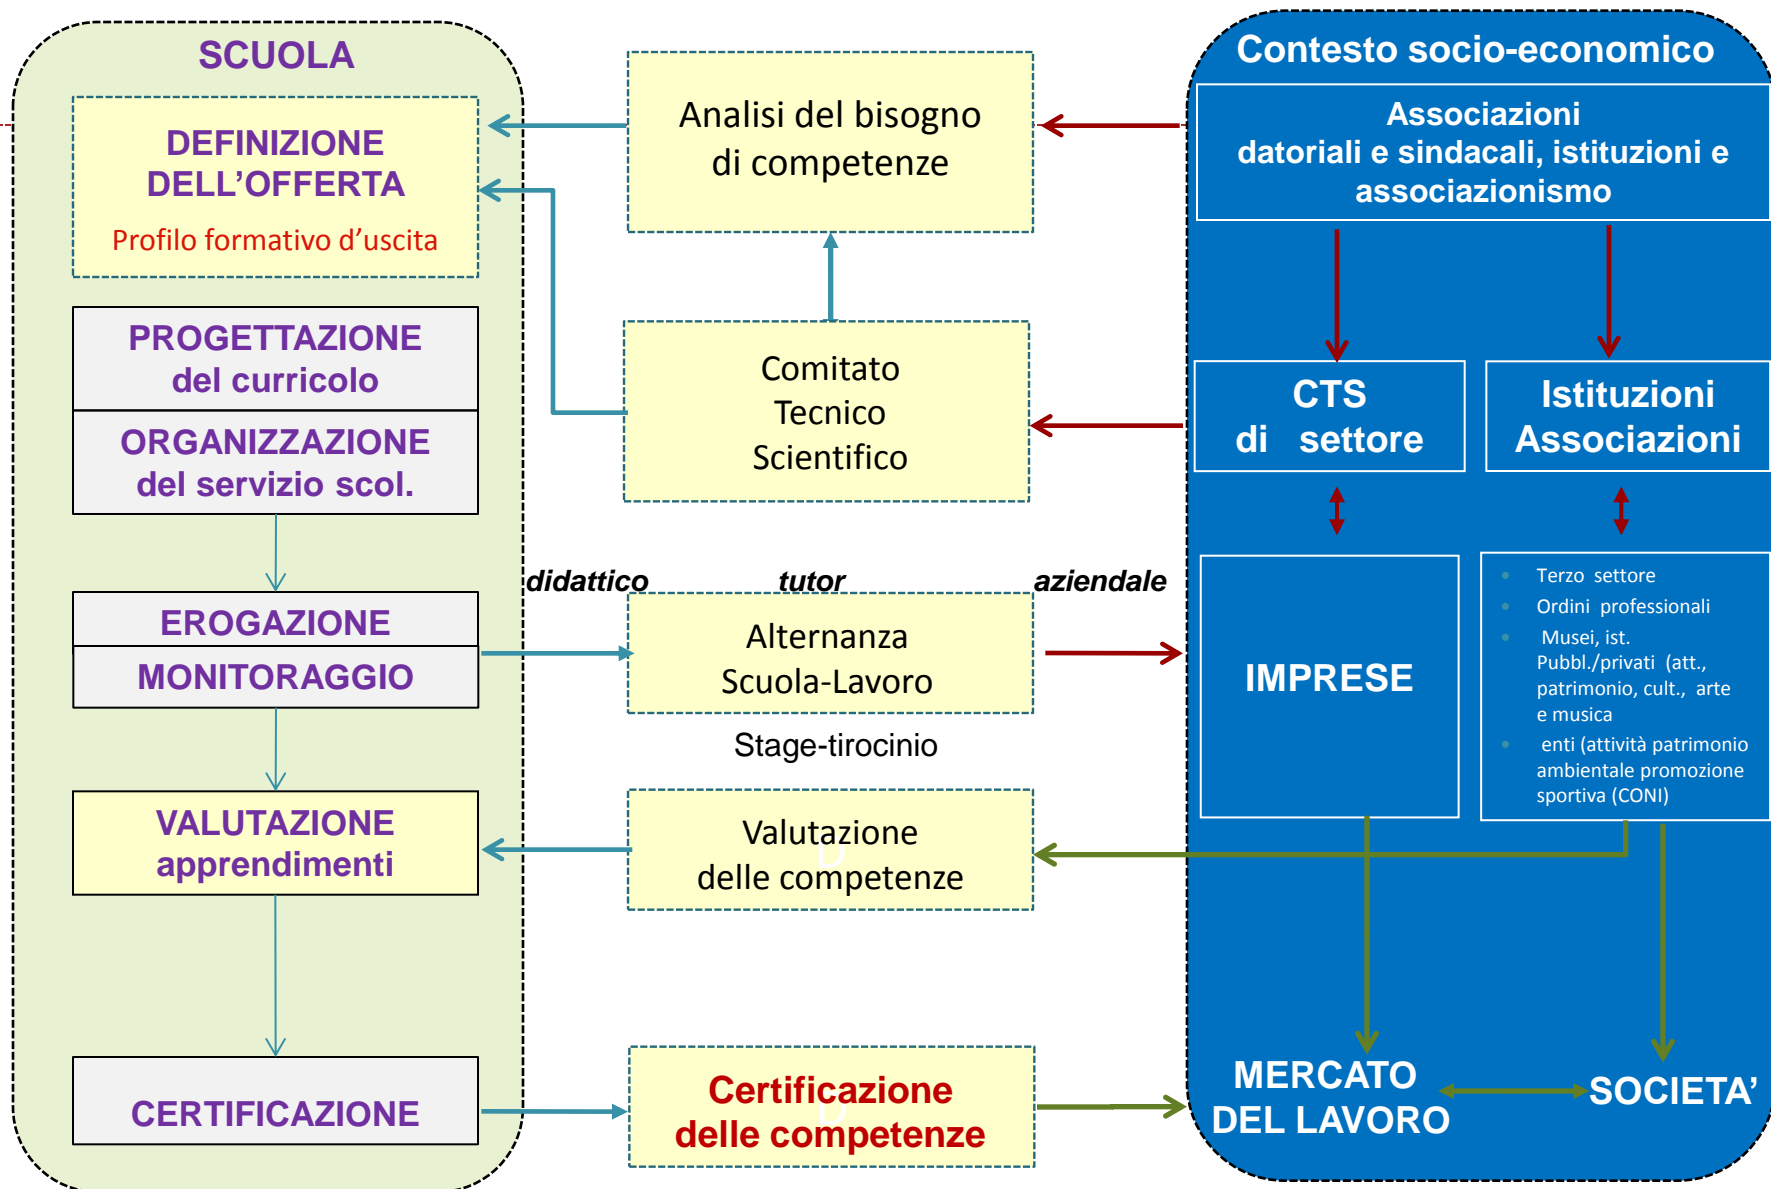 SCUOLA
DEFINIZIONE
DELL’OFFERTA
Profilo formativo d’uscita
PROGETTAZIONE
del curricolo
ORGANIZZAZIONE
del servizio scol.
EROGAZIONE
MONITORAGGIO
VALUTAZIONE
apprendimenti
CERTIFICAZIONE
Analisi del bisogno
di competenze
Comitato
Tecnico
Scientifico
didattico tutor aziendale
Alternanza
Scuola-Lavoro
Stage-tirocinio
D
Valutazione
delle competenze
D
Certificazione
delle competenze
Contesto socio-economico
Associazioni
datoriali e sindacali, istituzioni e
associazionismo
CTS
di settore
Istituzioni
Associazioni
IMPRESE
Terzo settore
Ordini professionali
Musei, ist.
Pubbl./privati (att.,
patrimonio, cult., arte
e musica
enti (attività patrimonio
ambientale promozione
sportiva (CONI)
MERCATO
DEL LAVORO
SOCIETA’